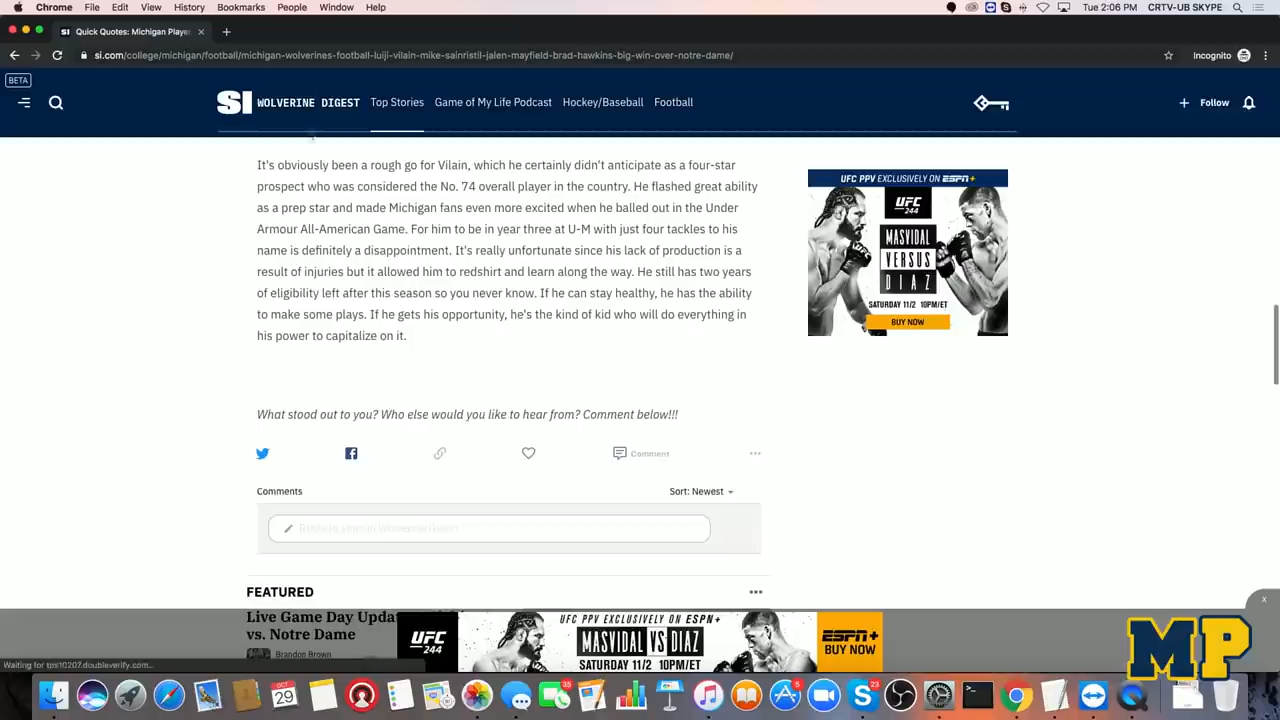 Chrome File Edit View History Bookmarks People Window Help Tue 2:06 PM CRTV-UB SKYPE
SI Quick Quotes: Michigan Playe
si.com/college/michigan/football/michigan-wolverines-football-luiji-vilain-mike-sainristil-jalen-mayfield-brad-hawkins-big-win-over-notre-dame/ Incognito
BETA
SI WOLVERINE DIGEST Top Stories Game of My Life Podcast Hockey/Baseball Football + Follow
It's obviously been a rough go for Vilain, which he certainly didn't anticipate as a four-star
prospect who was considered the No. 74 overall player in the country. He flashed great ability
as a prep star and made Michigan fans even more excited when he balled out in the Under
Armour All-American Game. For him to be in year three at U-M with just four tackles to his
name is definitely a disappointment. It's really unfortunate since his lack of production is a
result of injuries but it allowed him to redshirt and learn along the way. He still has two years
of eligibility left after this season so you never know. If he can stay healthy, he has the ability
to make some plays. If he gets his opportunity, he's the kind of kid who will do everything in
his power to capitalize on it.
UFC PPV EXCLUSIVELY ON ESPN+
UFC
244
MASVIDAL
VERSUS
DIAZ
SATURDAY 11/2 10PM/ET
BUY NOW
What stood out to you? Who else would you like to hear from? Comment below!!!
Comment
Comments Sort: Newest
FEATURED
Live Game Day Upda
vs. Notre Dame
Brandon Brown
UFC
244
UFC PPV EXCLUSIVELY ON ESPN+
MASVIDAL VS DIAZ
SATURDAY 11/2 10PM/ET
ESPN+
BUY NOW
x
MP
Waiting for tps10207.doubleverify.com...
OCT
29
35
5
23